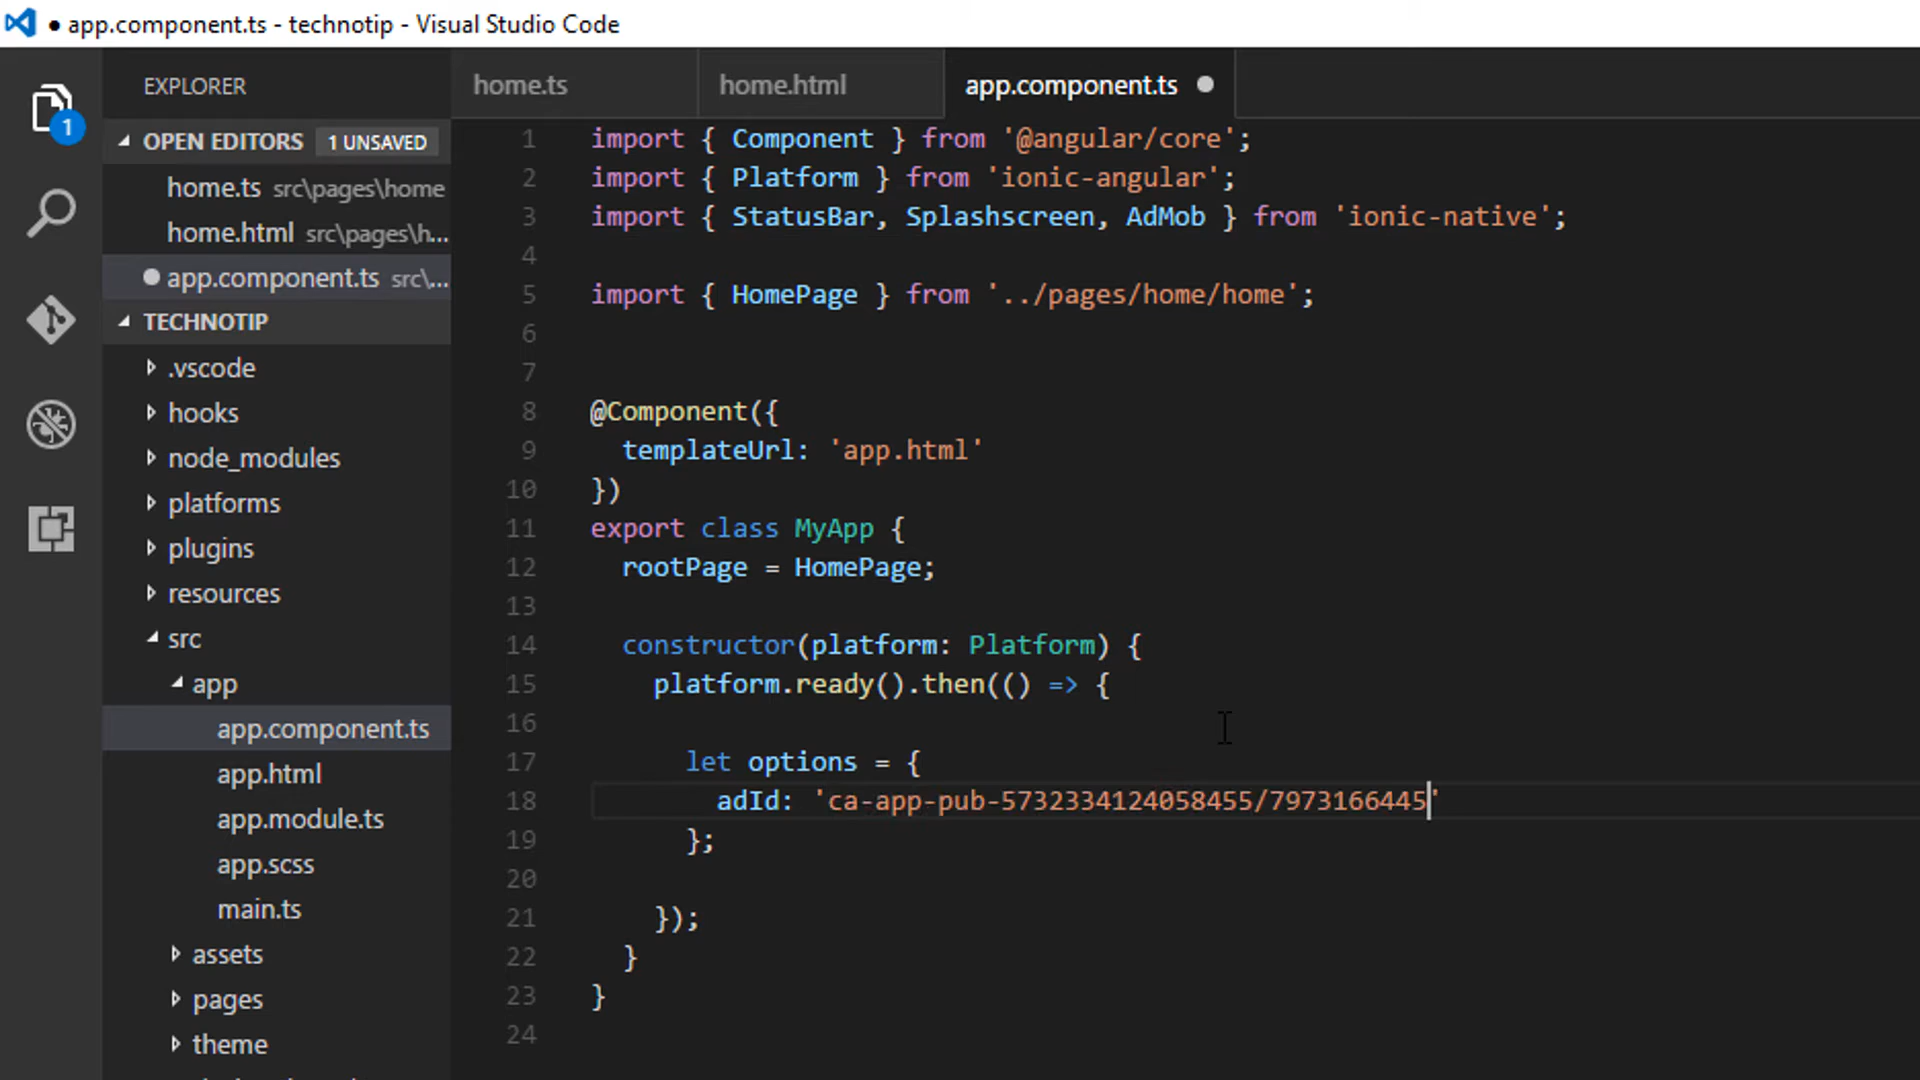 ● app.component.ts - technotip - Visual Studio Code
EXPLORER
OPEN EDITORS 1 UNSAVED
home.ts src\pages\home
home.html src\pages\h...
app.component.ts src\...
TECHNOTIP
.vscode
hooks
node_modules
platforms
plugins
resources
src
app
app.component.ts
app.html
app.module.ts
app.scss
main.ts
assets
pages
theme
1
home.ts home.html app.component.ts ●
1 import { Component } from '@angular/core';
2 import { Platform } from 'ionic-angular';
3 import { StatusBar, Splashscreen, AdMob } from 'ionic-native';
4
5 import { HomePage } from '../pages/home/home';
6
7
8 @Component({
9 templateUrl: 'app.html'
10 })
11 export class MyApp {
12 rootPage = HomePage;
13
14 constructor(platform: Platform) {
15 platform.ready().then(() => {
16
17 let options = {
18 adId: 'ca-app-pub-5732334124058455/7973166445'
19 };
20
21 });
22 }
23 }
24